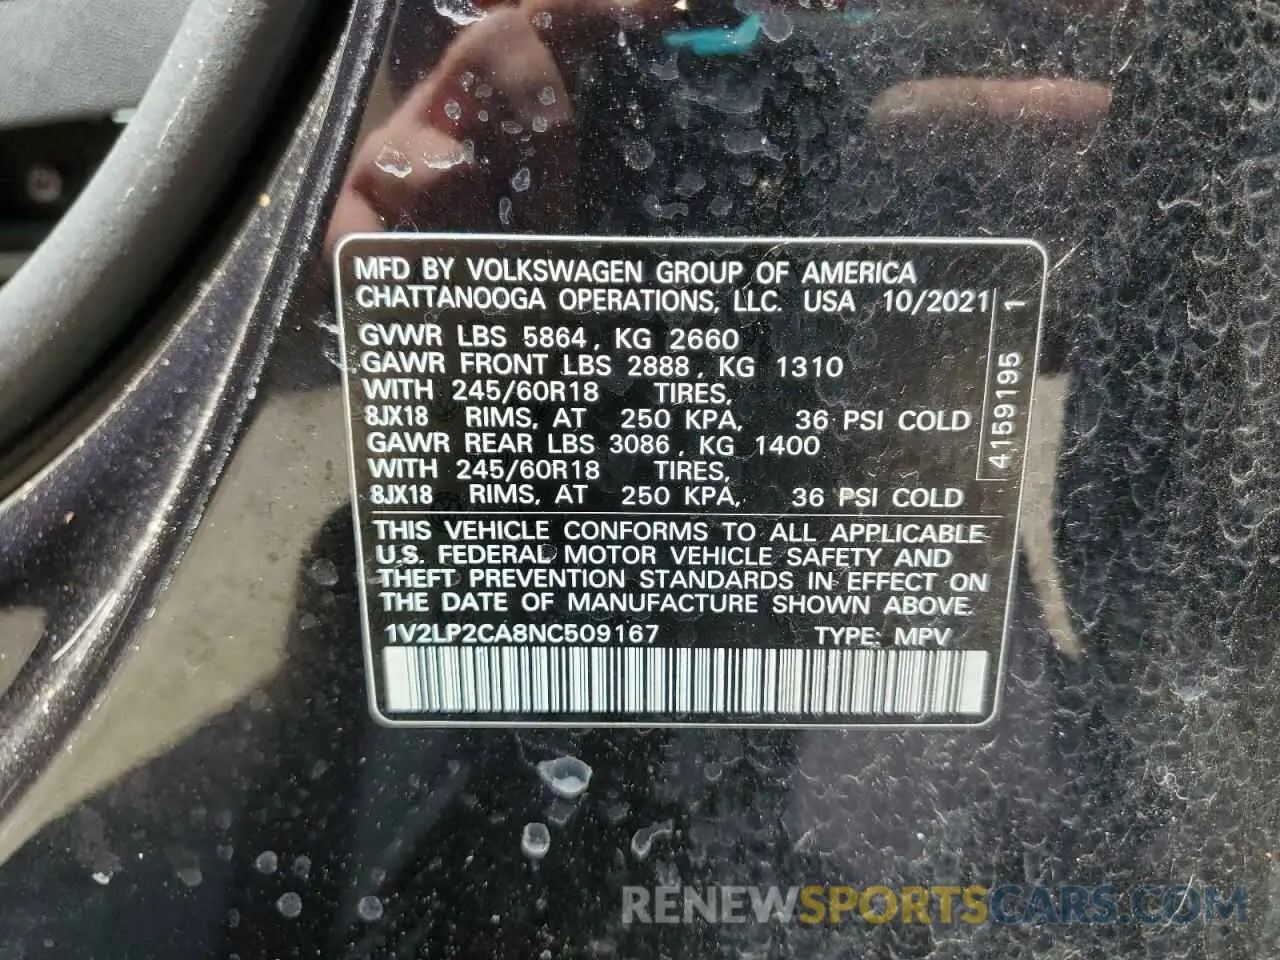 MFD BY VOLKSWAGEN GROUP OF AMERICA
CHATTANOOGA OPERATIONS, LLC. USA 10/2021
GVWR LBS 5864, KG 2660
GAWR FRONT LBS 2888, KG 1310
WITH 245/60R18 TIRES,
8JX18 RIMS, AT 250 KPA, 36 PSI COLD
GAWR REAR LBS 3086, KG 1400
WITH 245/60R18 TIRES,
8JX18 RIMS, AT 250 KPA, 36 PSI COLD
4,159195 1
THIS VEHICLE CONFORMS TO ALL APPLICABLE
U.S. FEDERAL MOTOR VEHICLE SAFETY AND
THEFT PREVENTION STANDARDS IN EFFECT ON
THE DATE OF MANUFACTURE SHOWN ABOVE.
1V2LP2CA8NC509167 TYPE: MPV
RENEWSPORTSCARS.COM